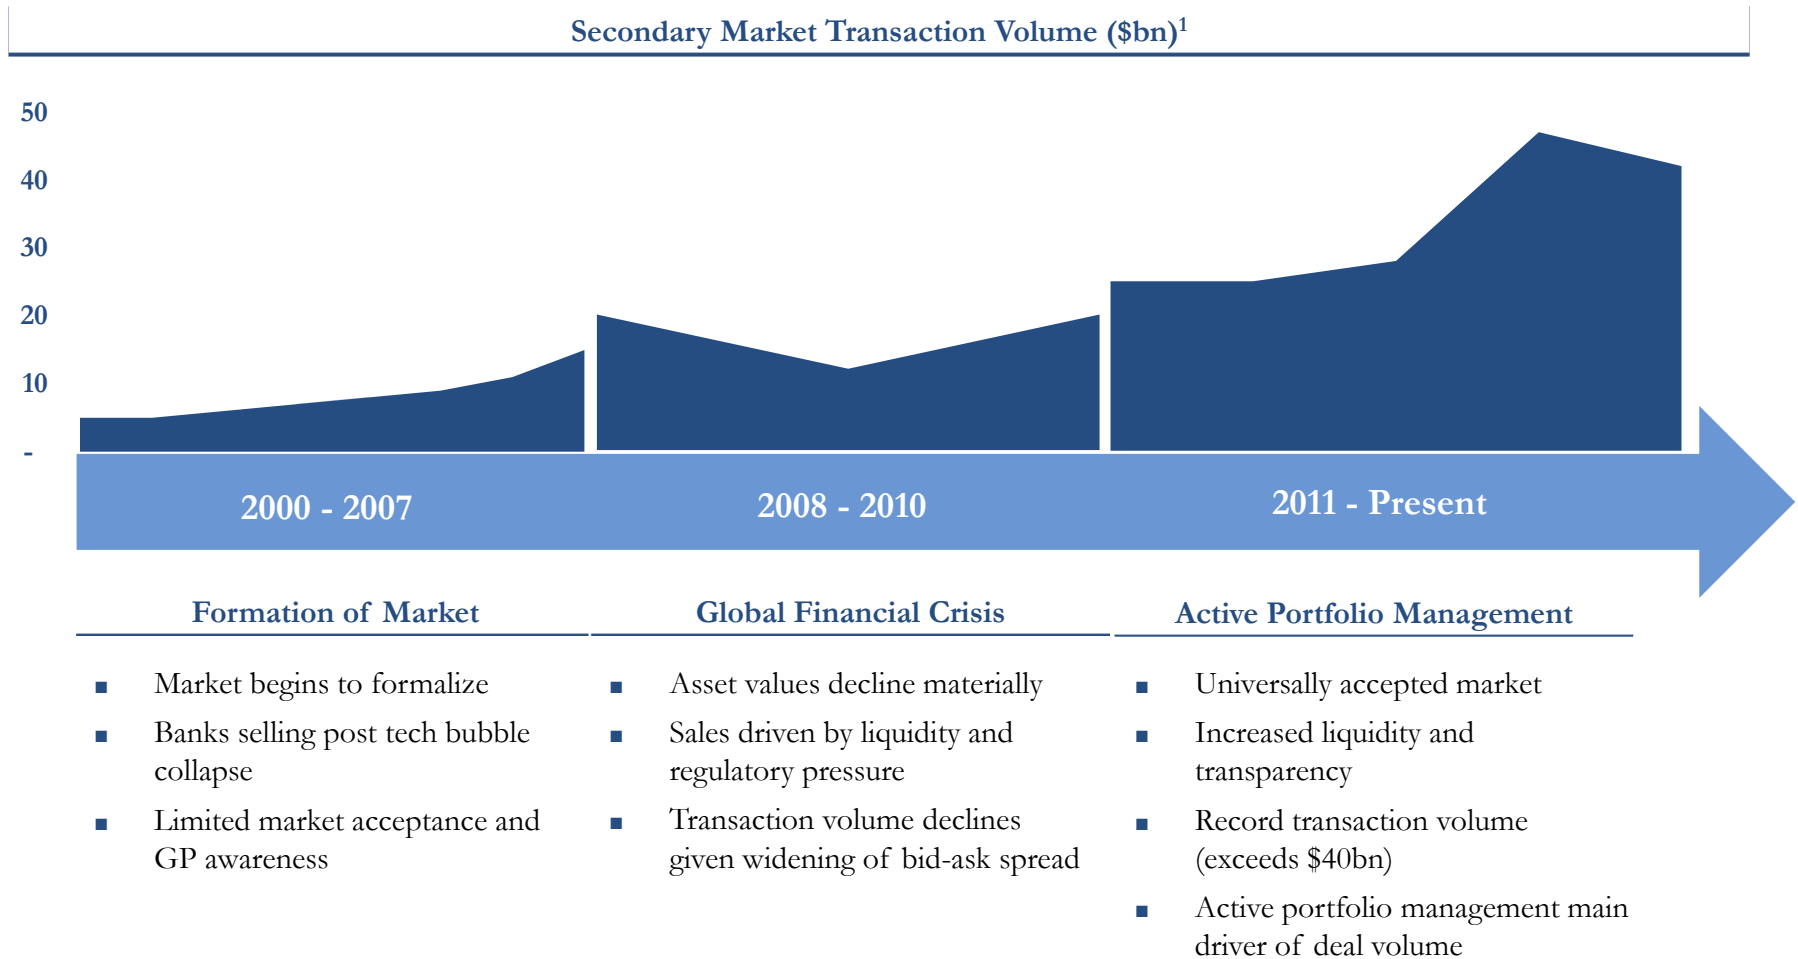 Secondary Market Transaction Volume ($bn)1
50
40
30
20
10
-
2000 - 2007
2008 - 2010
2011 - Present
Formation of Market
■ Market begins to formalize
■ Banks selling post tech bubble
collapse
■ Limited market acceptance and
GP awareness
Global Financial Crisis
■ Asset values decline materially
■ Sales driven by liquidity and
regulatory pressure
■ Transaction volume declines
given widening of bid-ask spread
Active Portfolio Management
■ Universally accepted market
■ Increased liquidity and
transparency
■ Record transaction volume
(exceeds $40bn)
■ Active portfolio management main
driver of deal volume